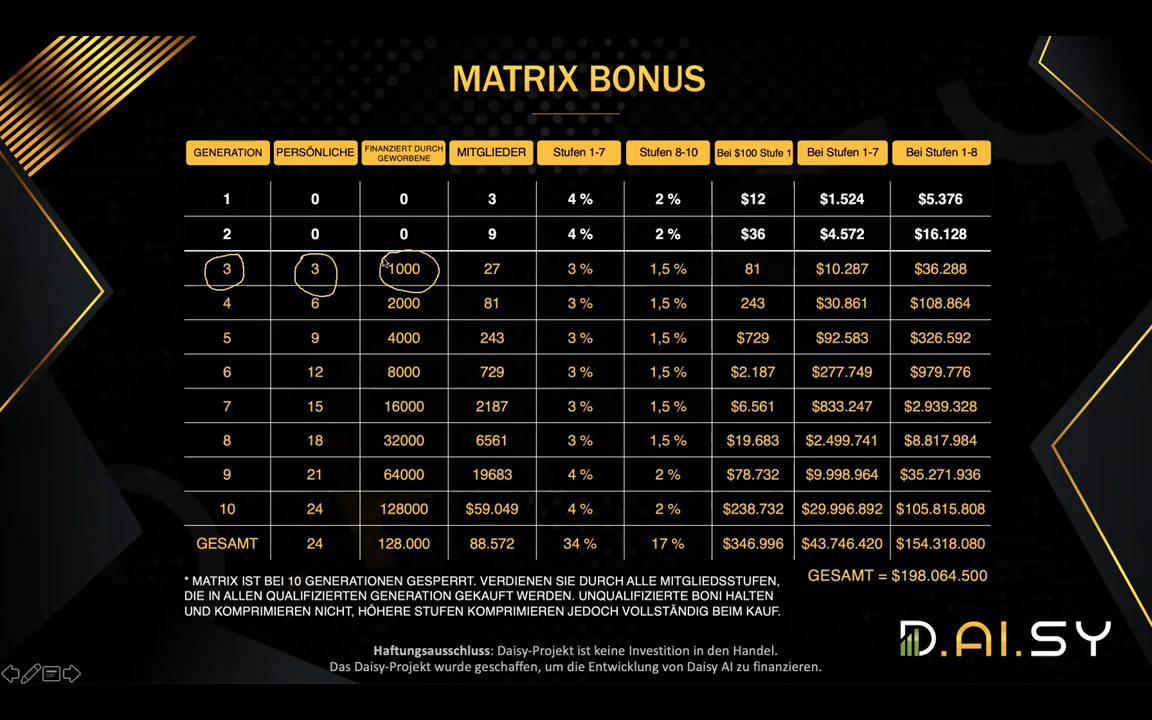 MATRIX BONUS
GENERATION PERSÖNLICHE FINANZIERT DURCH GEWORBENE MITGLIEDER Stufen 1-7 Stufen 8-10 Bei $100 Stufe 1 Bei Stufen 1-7 Bei Stufen 1-8
1 0 0 3 4 % 2 % $12 $1.524 $5.376
2 0 0 9 4 % 2 % $36 $4.572 $16.128
3 3 1000 27 3 % 1,5 % 81 $10.287 $36.288
4 6 2000 81 3 % 1,5 % 243 $30.861 $108.864
5 9 4000 243 3 % 1,5 % $729 $92.583 $326.592
6 12 8000 729 3 % 1,5 % $2.187 $277.749 $979.776
7 15 16000 2187 3 % 1,5 % $6.561 $833.247 $2.939.328
8 18 32000 6561 3 % 1,5 % $19.683 $2.499.741 $8.817.984
9 21 64000 19683 4 % 2 % $78.732 $9.998.964 $35.271.936
10 24 128000 $59.049 4 % 2 % $238.732 $29.996.892 $105.815.808
GESAMT 24 128.000 88.572 34 % 17 % $346.996 $43.746.420 $154.318.080
GESAMT = $198.064.500
* MATRIX IST BEI 10 GENERATIONEN GESPERRT. VERDIENEN SIE DURCH ALLE MITGLIEDSSTUFEN,
DIE IN ALLEN QUALIFIZIERTEN GENERATION GEKAUFT WERDEN. UNQUALIFIZIERTE BONI HALTEN
UND KOMPRIMIEREN NICHT, HÖHERE STUFEN KOMPRIMIEREN JEDOCH VOLLSTÄNDIG BEIM KAUF.
D.AI.SY
Haftungsausschluss: Daisy-Projekt ist keine Investition in den Handel.
Das Daisy-Projekt wurde geschaffen, um die Entwicklung von Daisy AI zu finanzieren.